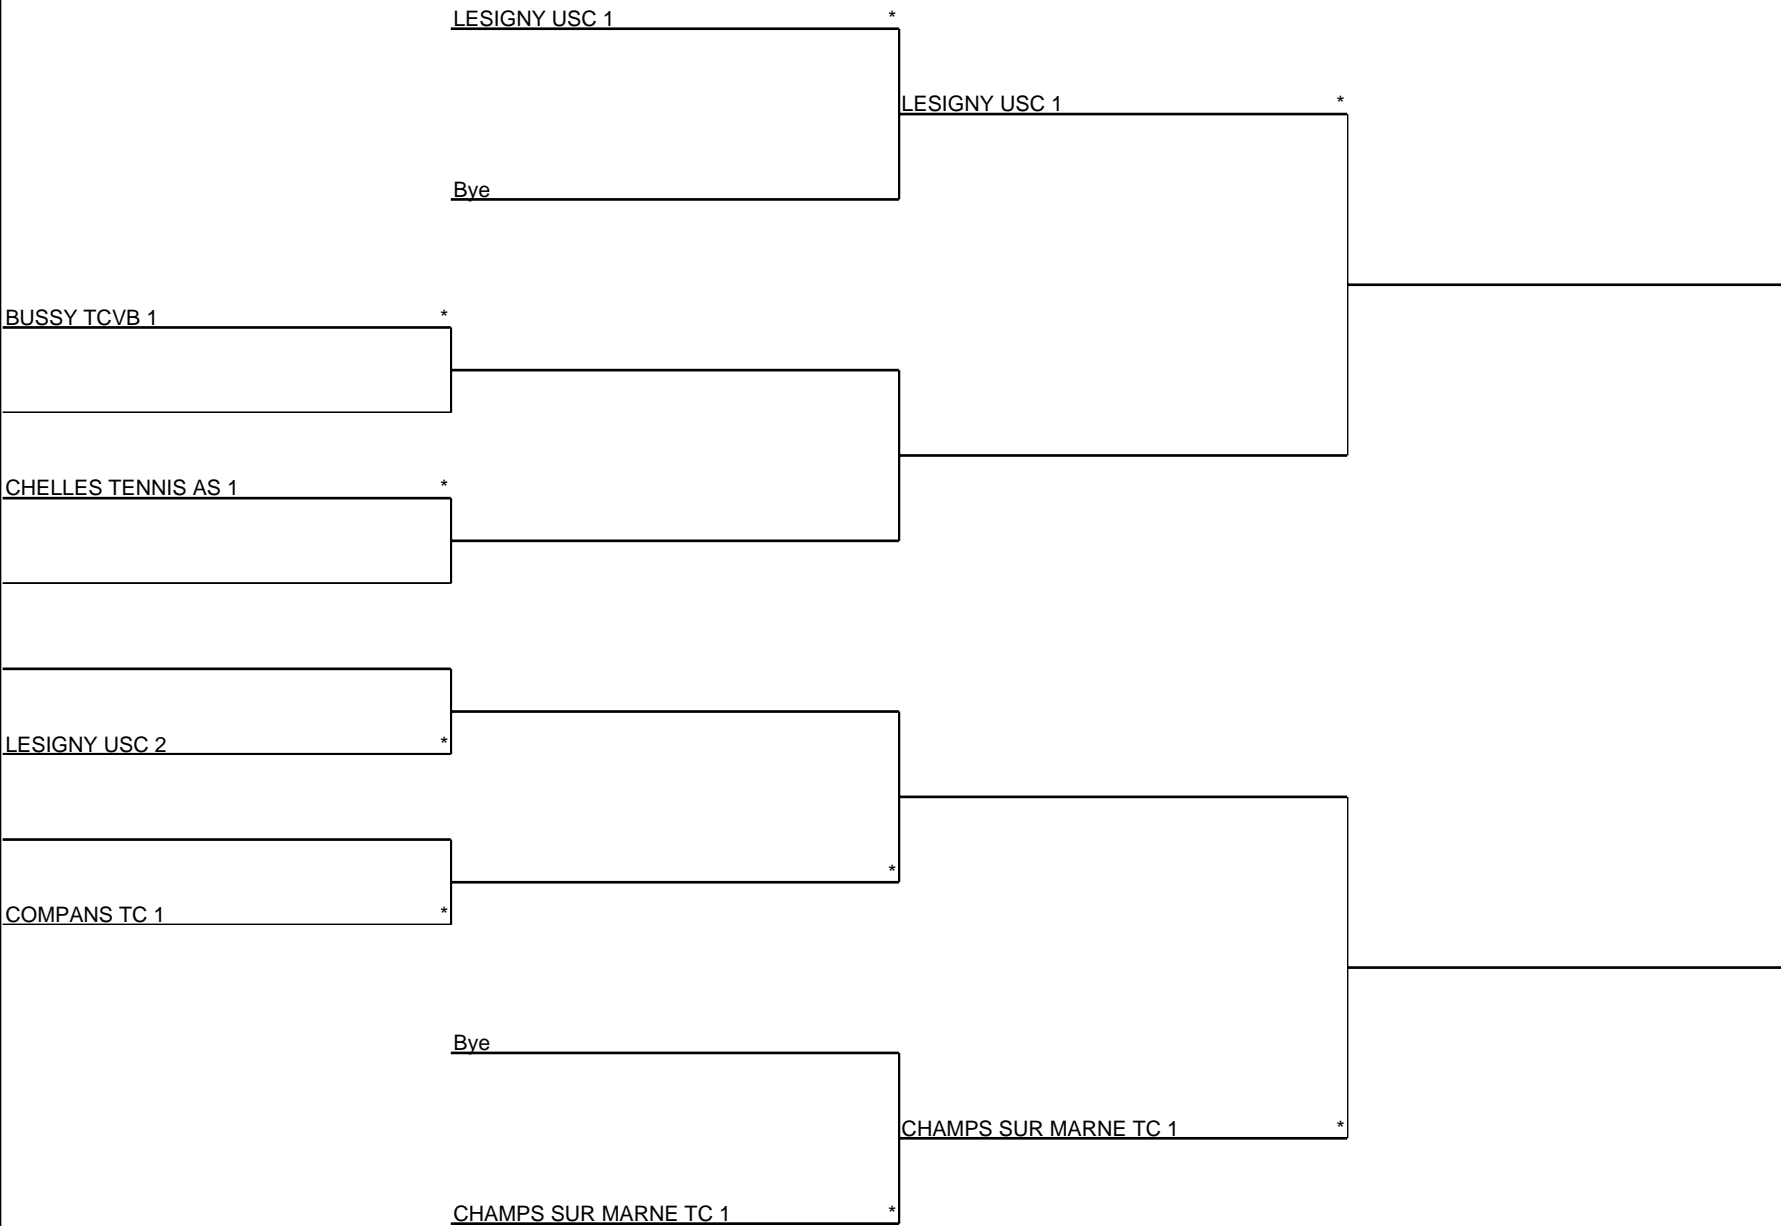 LESIGNY USC 1 *
LESIGNY USC 1 *
Bye
BUSSY TCVB 1 *
CHELLES TENNIS AS 1 *
LESIGNY USC 2 *
*
COMPANS TC 1 *
Bye
CHAMPS SUR MARNE TC 1 *
CHAMPS SUR MARNE TC 1 *